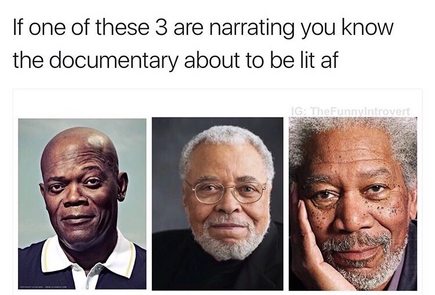 If one of these 3 are narrating you know
the documentary about to be lit af
IG: TheFunnyIntrovert